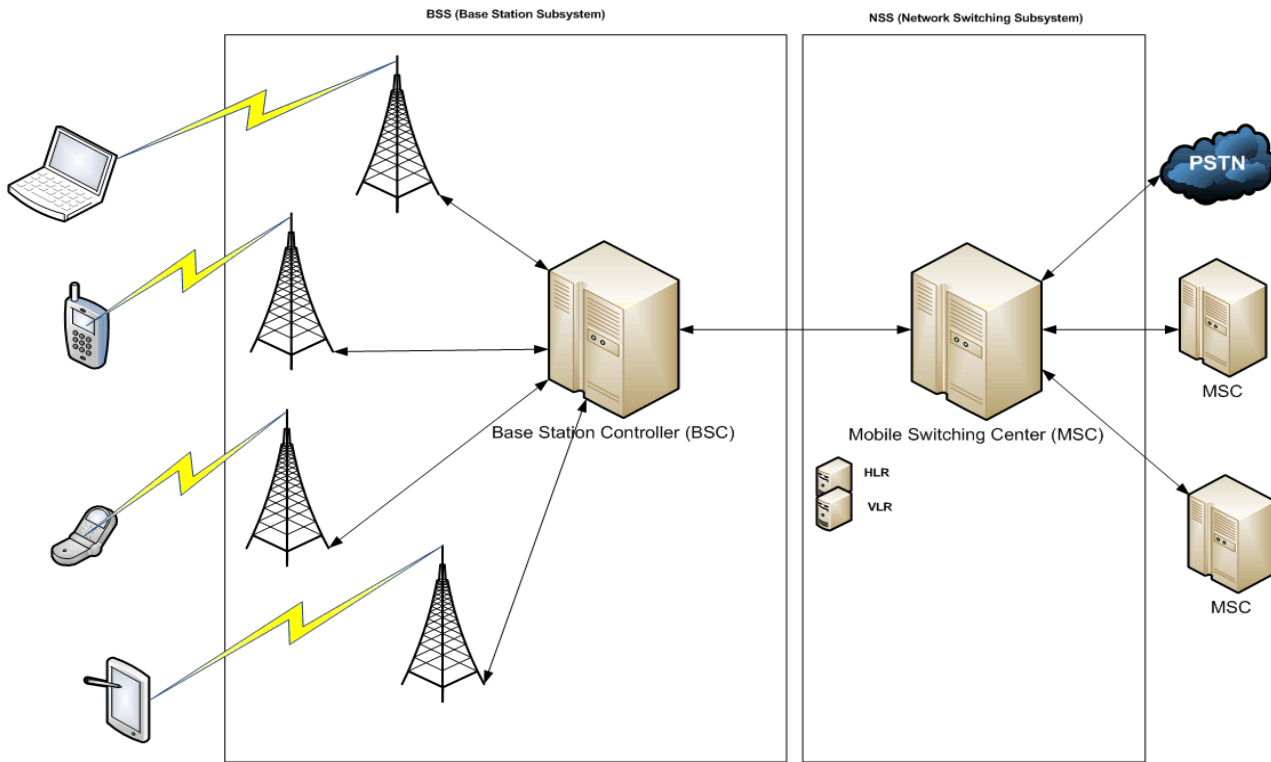 BSS (Base Station Subsystem)
NSS (Network Switching Subsystem)
PSTN
MSC
Base Station Controller (BSC)
Mobile Switching Center (MSC)
HLR
VLR
MSC